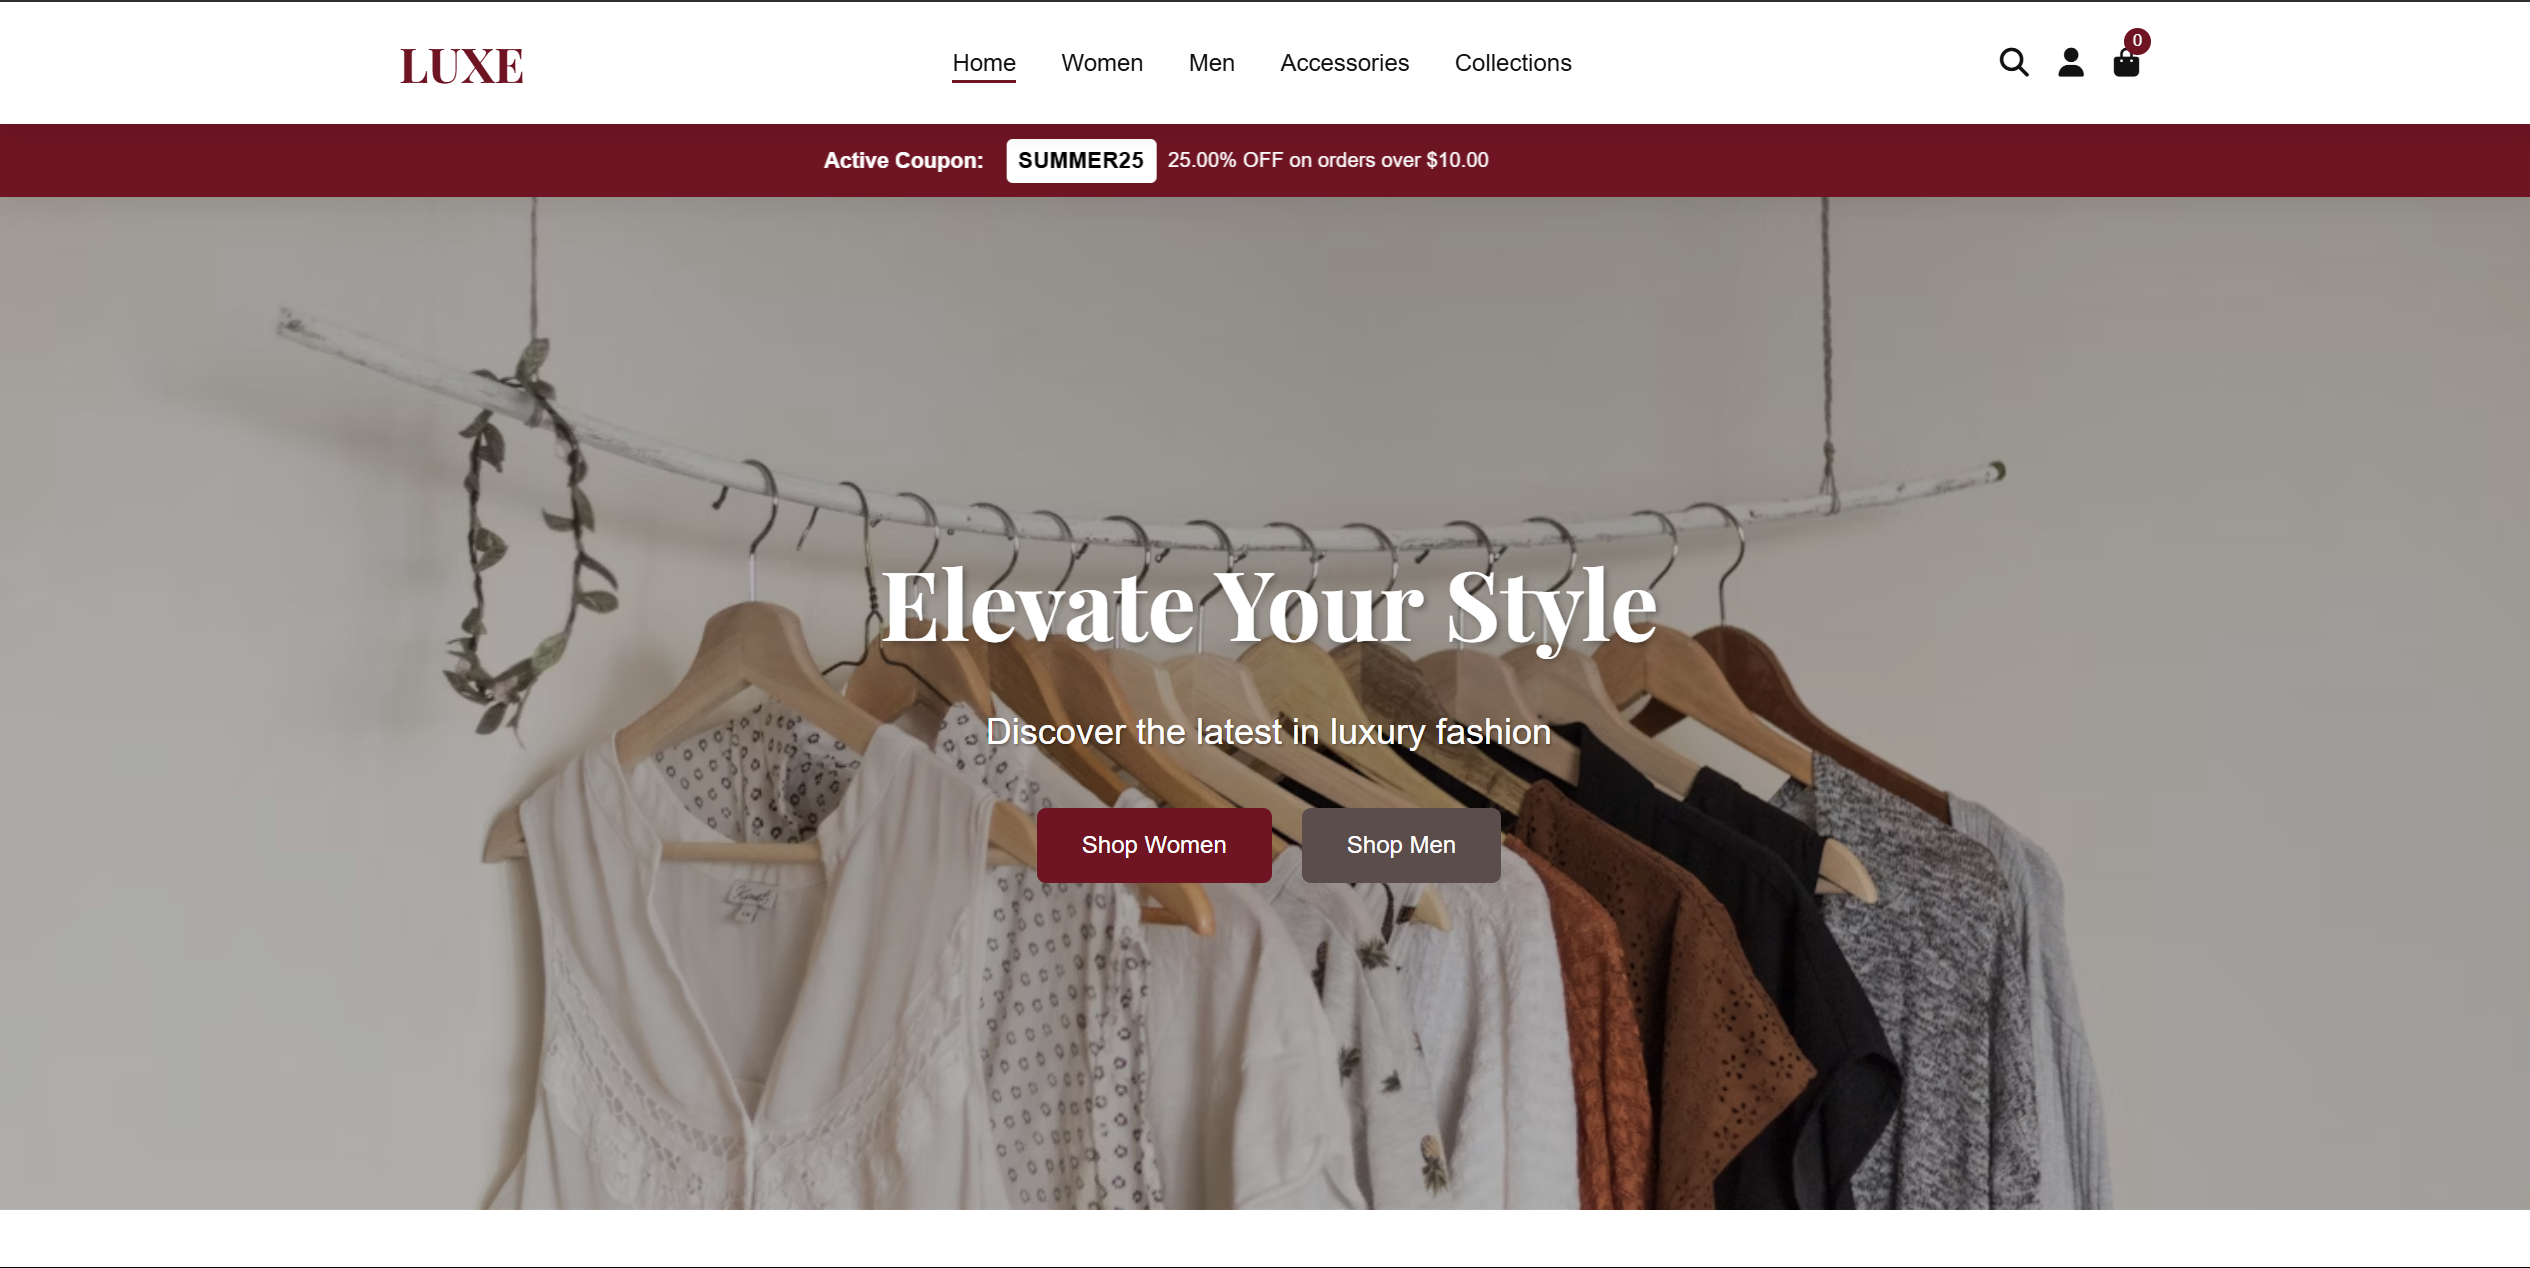 LUXE
Home Women Men Accessories Collections
0
Active Coupon: SUMMER25 25.00% OFF on orders over $10.00
Elevate Your Style
Discover the latest in luxury fashion
Shop Women Shop Men